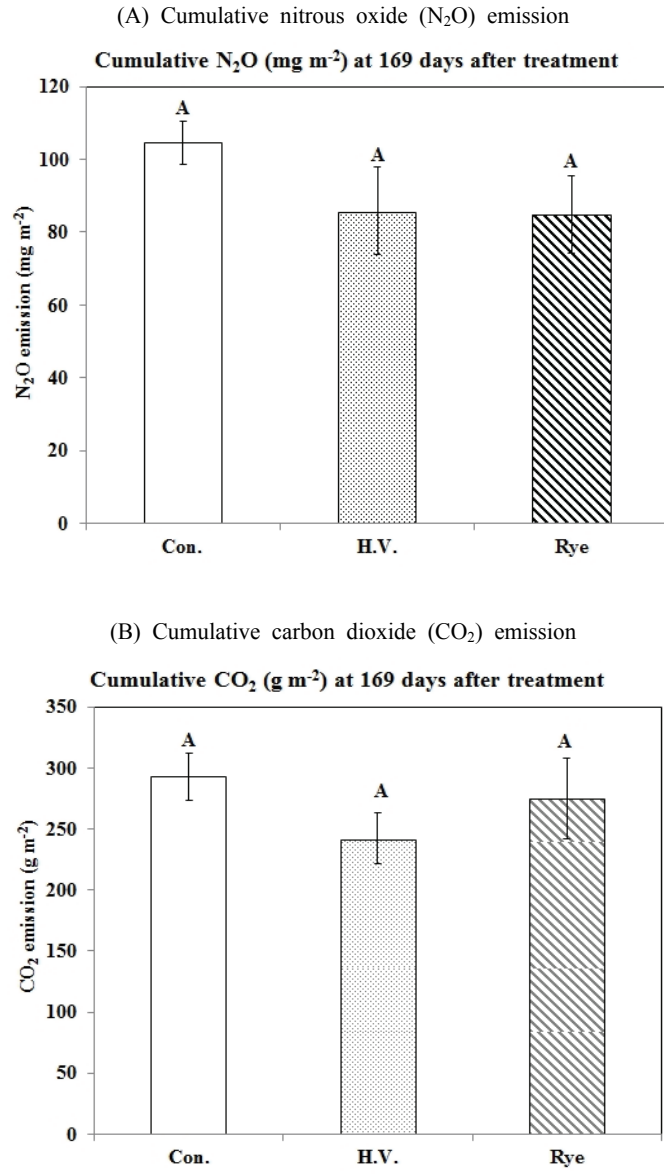 (A) Cumulative nitrous oxide (N₂O) emission
Cumulative N₂O (mg m⁻²) at 169 days after treatment
120
100
80
60
40
20
0
N₂O emission (mg m⁻²)
A
A
A
Con.
H.V.
Rye
(B) Cumulative carbon dioxide (CO₂) emission
Cumulative CO₂ (g m⁻²) at 169 days after treatment
350
300
250
200
150
100
50
0
CO₂ emission (g m⁻²)
A
A
A
Con.
H.V.
Rye